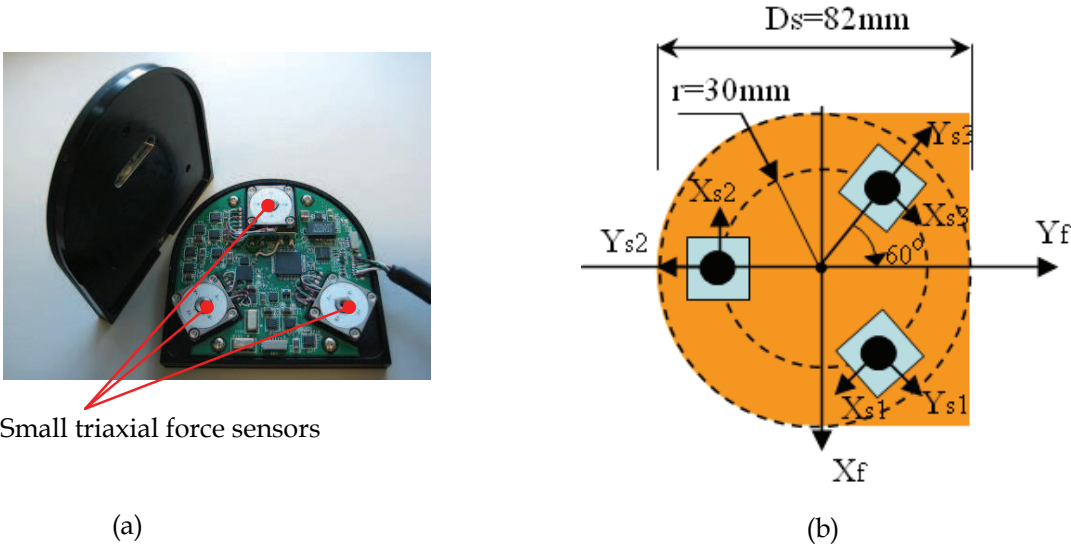 Ds=82mm
r=30mm
Ys3
Xs2
Xs3
Ys2
Yf
60°
Xs1
Ys1
Xf
Small triaxial force sensors
(a)
(b)